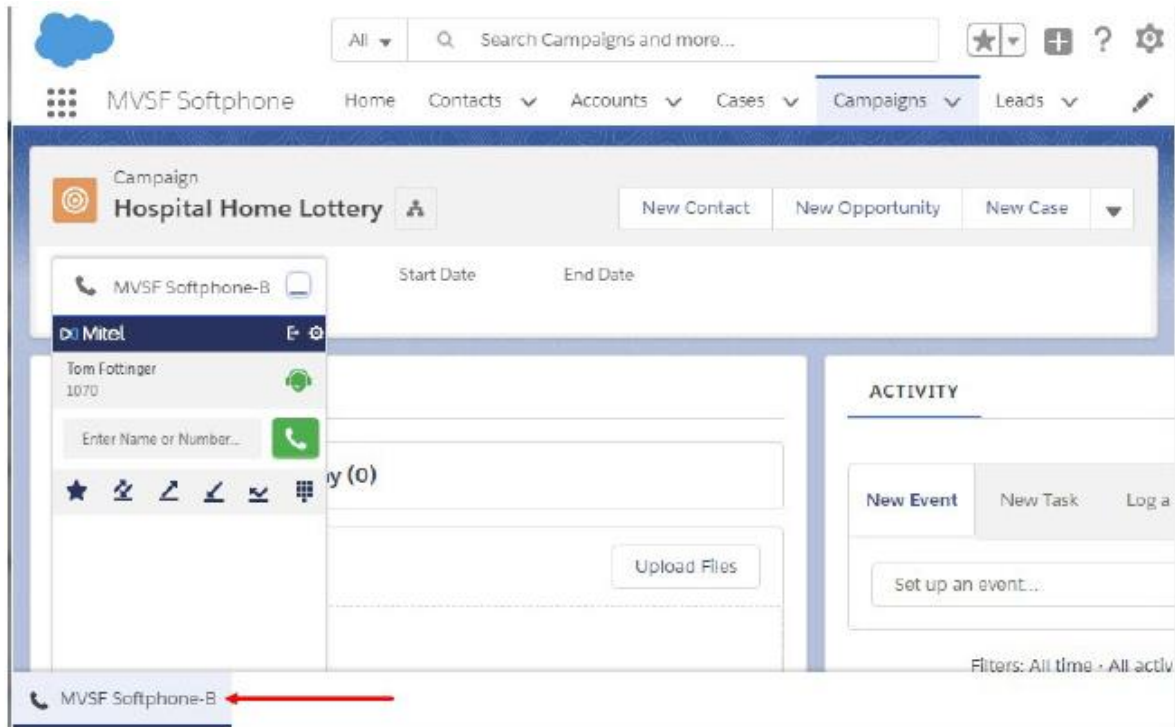 All Search Campaigns and more...
MVSF Softphone Home Contacts Accounts Cases Campaigns Leads
Campaign
Hospital Home Lottery New Contact New Opportunity New Case
Start Date End Date
MVSF Softphone-B
Mitel
Tom Fottinger
1070
Enter Name or Number...
ACTIVITY
y (0)
New Event New Task Log a
Upload Files
Set up an event...
Filters: All time · All activ
MVSF Softphone-B